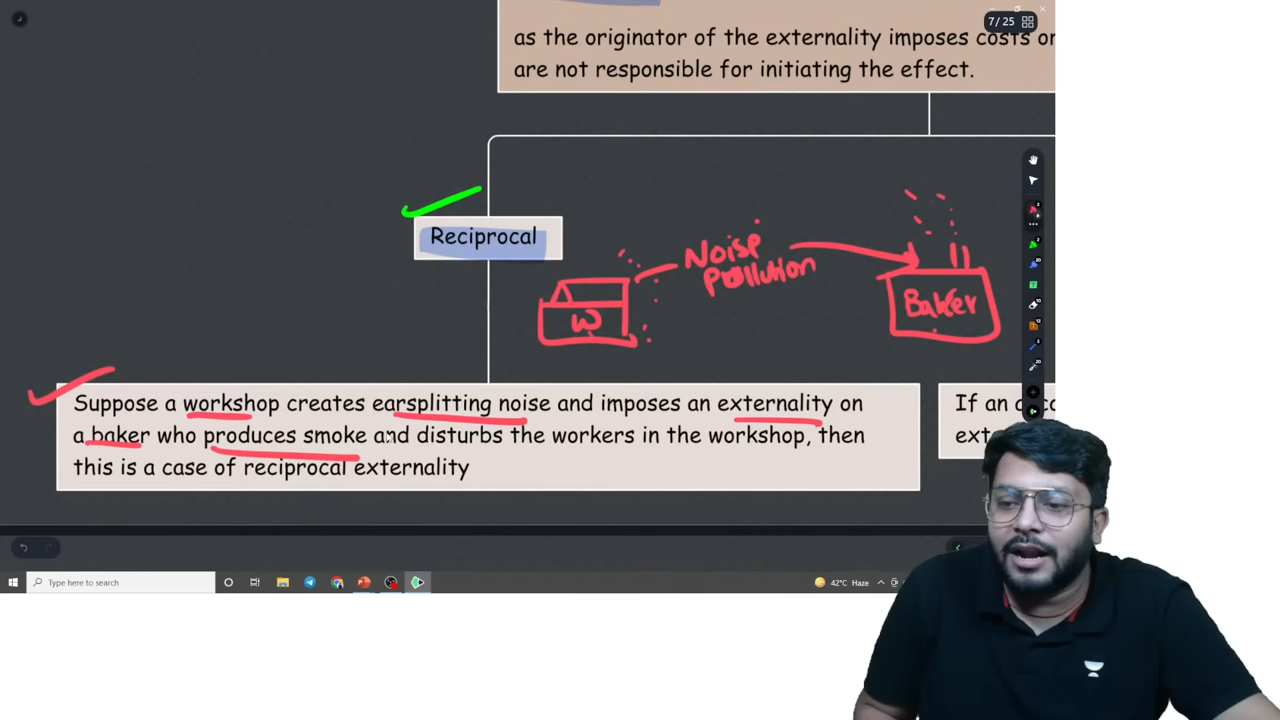 7 / 25
as the originator of the externality imposes costs or
are not responsible for initiating the effect.
Reciprocal
Noise
Pollution
W
Baker
Suppose a workshop creates earsplitting noise and imposes an externality on
a baker who produces smoke and disturbs the workers in the workshop, then
this is a case of reciprocal externality
If an
ext
Type here to search
42°C Haze